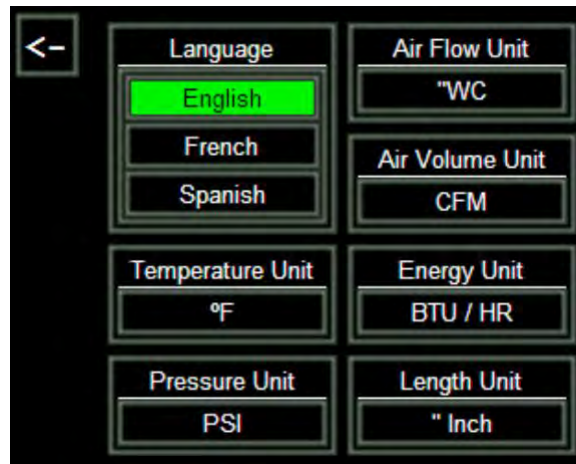 <-
Language
English
French
Spanish
Air Flow Unit
"WC
Air Volume Unit
CFM
Temperature Unit
ºF
Energy Unit
BTU / HR
Pressure Unit
PSI
Length Unit
" Inch